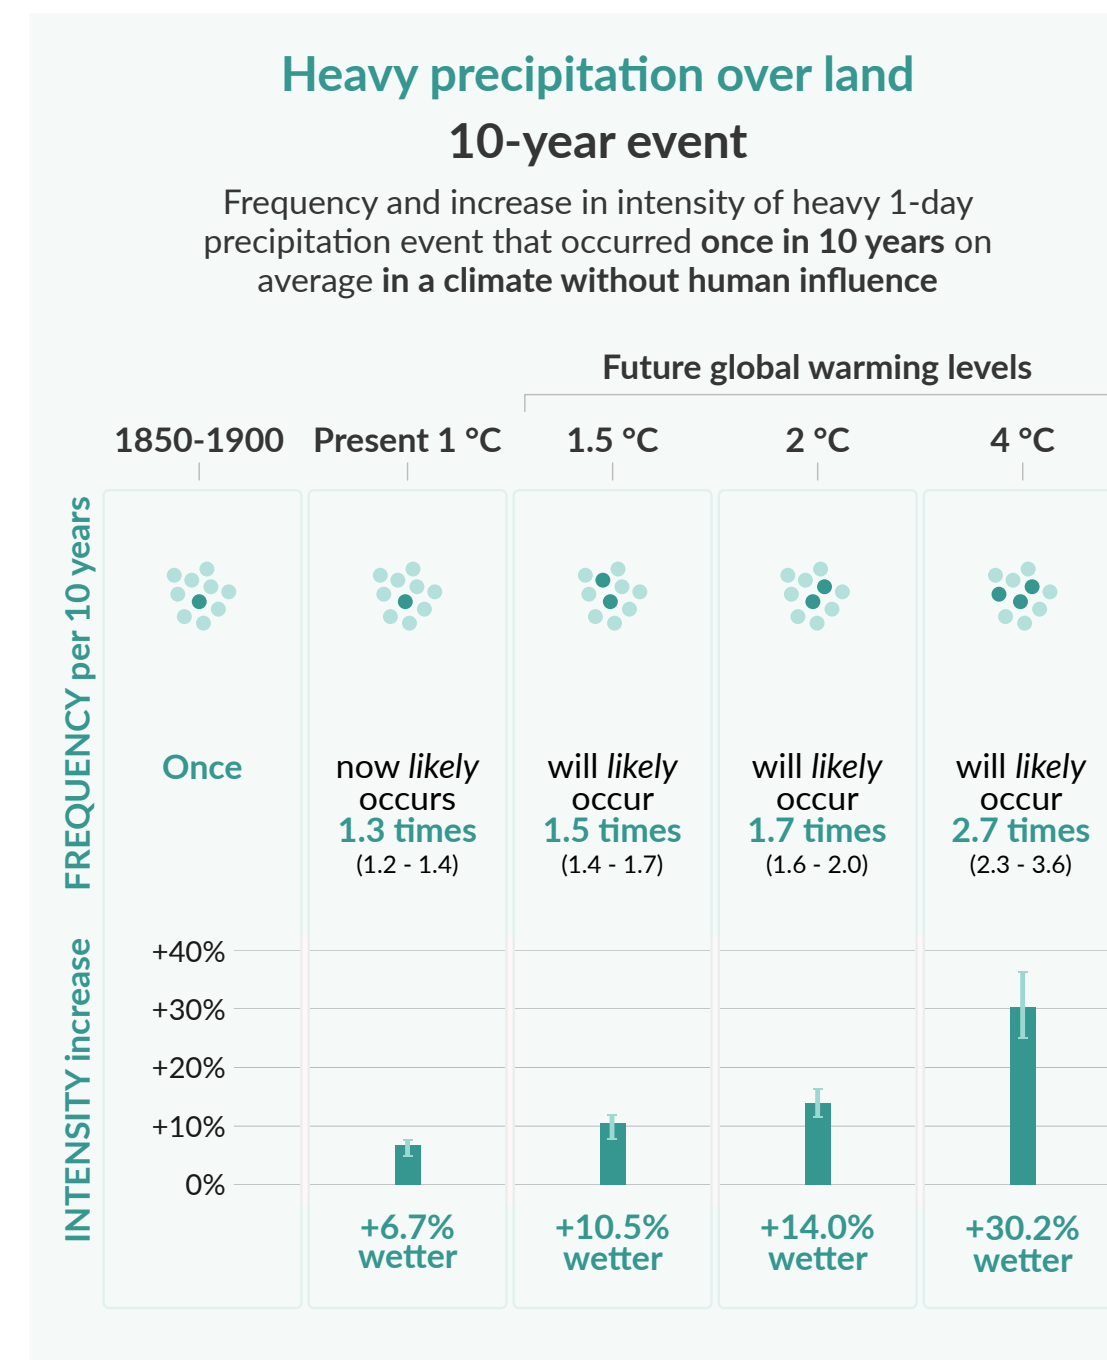 Heavy precipitation over land
10-year event
Frequency and increase in intensity of heavy 1-day
precipitation event that occurred once in 10 years on
average in a climate without human influence
Future global warming levels
1850-1900 Present 1 °C 1.5 °C 2 °C 4 °C
FREQUENCY per 10 years
Once
now likely
occurs
1.3 times
(1.2 - 1.4)
will likely
occur
1.5 times
(1.4 - 1.7)
will likely
occur
1.7 times
(1.6 - 2.0)
will likely
occur
2.7 times
(2.3 - 3.6)
INTENSITY increase
+40%
+30%
+20%
+10%
0%
+6.7%
wetter
+10.5%
wetter
+14.0%
wetter
+30.2%
wetter